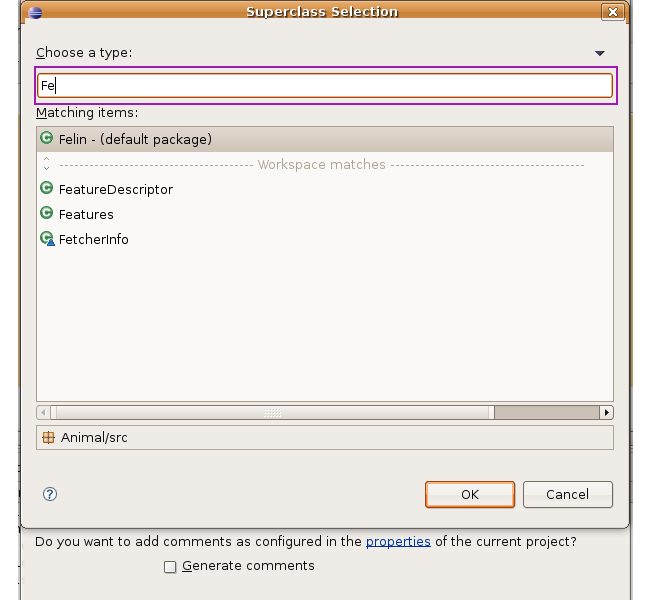 Superclass Selection
Choose a type:
Fe
Matching items:
Felin - (default package)
Workspace matches
FeatureDescriptor
Features
FetcherInfo
Animal/src
OK Cancel
Do you want to add comments as configured in the properties of the current project?
Generate comments